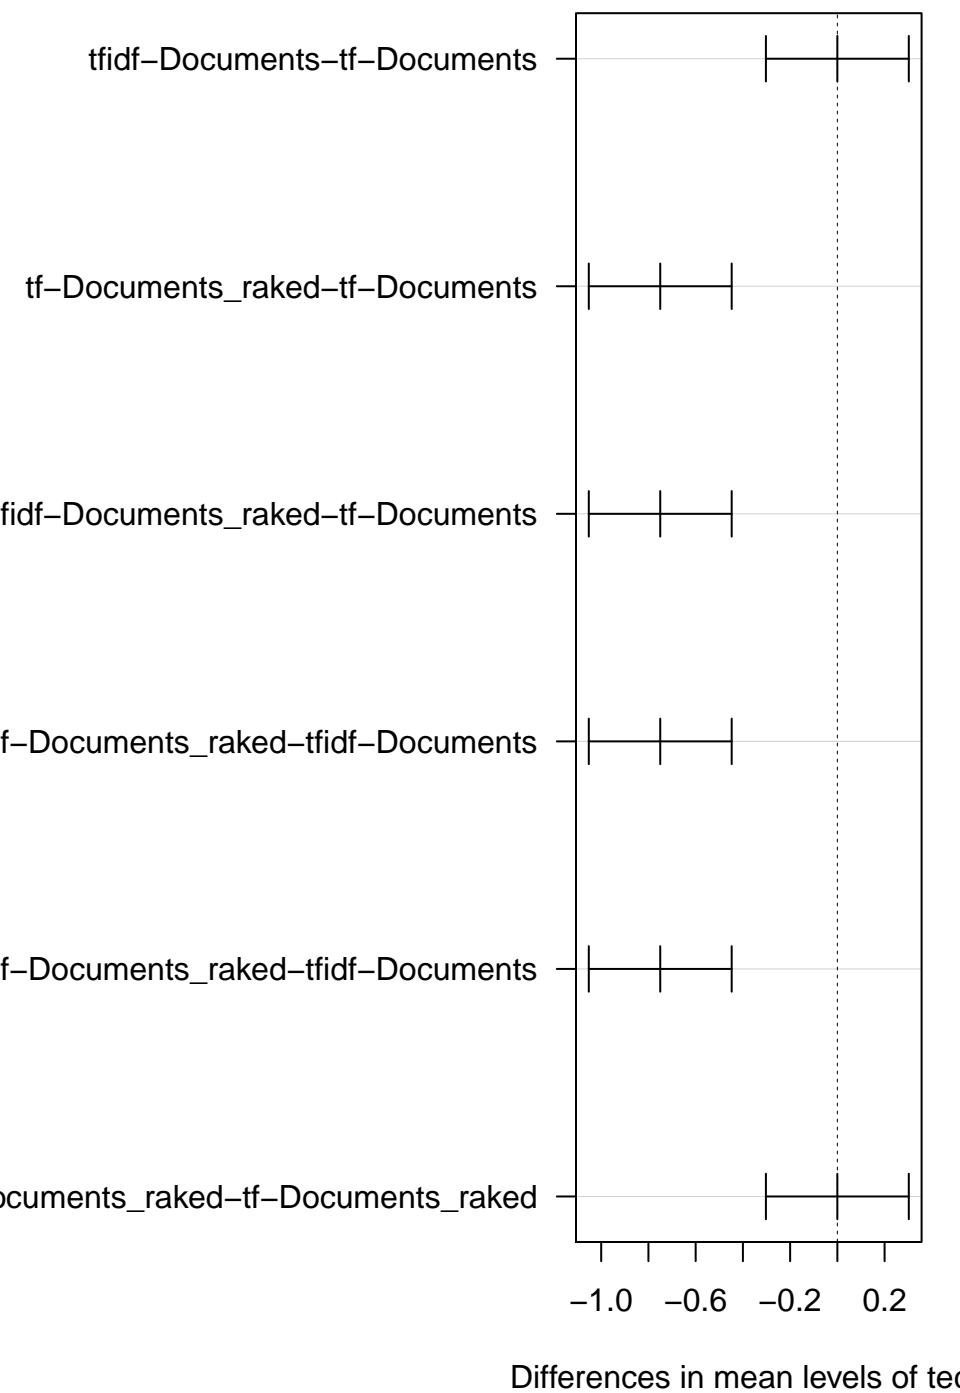 tfidf−Documents−tf−Documents
tf−Documents_raked−tf−Documents
fidf−Documents_raked−tf−Documents
f−Documents_raked−tfidf−Documents
f−Documents_raked−tfidf−Documents
ocuments_raked−tf−Documents_raked
−1.0 −0.6 −0.2 0.2
Differences in mean levels of tec